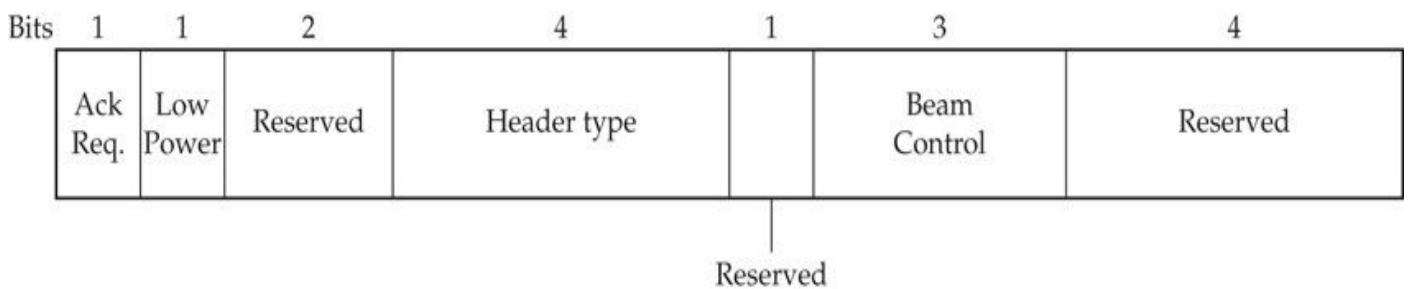 Bits 1 1 2 4 1 3 4
Ack Req.
Low Power
Reserved
Header type
Beam Control
Reserved
Reserved